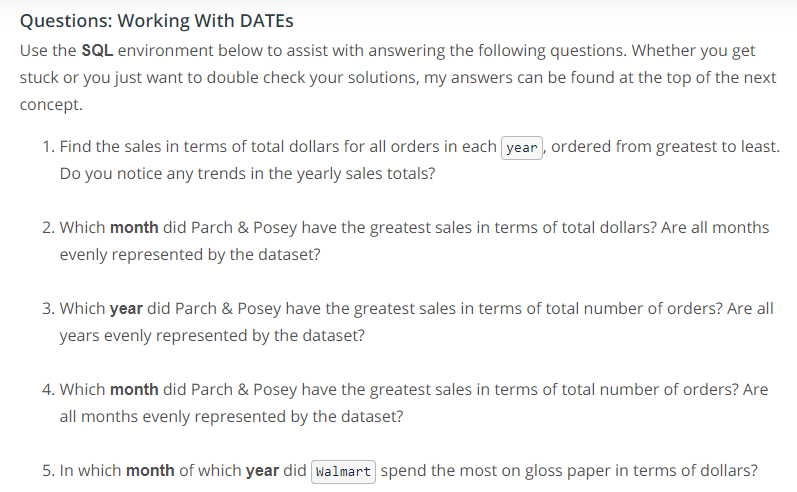 Questions: Working With DATEs
Use the SQL environment below to assist with answering the following questions. Whether you get
stuck or you just want to double check your solutions, my answers can be found at the top of the next
concept.
1. Find the sales in terms of total dollars for all orders in each year, ordered from greatest to least.
Do you notice any trends in the yearly sales totals?
2. Which month did Parch & Posey have the greatest sales in terms of total dollars? Are all months
evenly represented by the dataset?
3. Which year did Parch & Posey have the greatest sales in terms of total number of orders? Are all
years evenly represented by the dataset?
4. Which month did Parch & Posey have the greatest sales in terms of total number of orders? Are
all months evenly represented by the dataset?
5. In which month of which year did Walmart spend the most on gloss paper in terms of dollars?